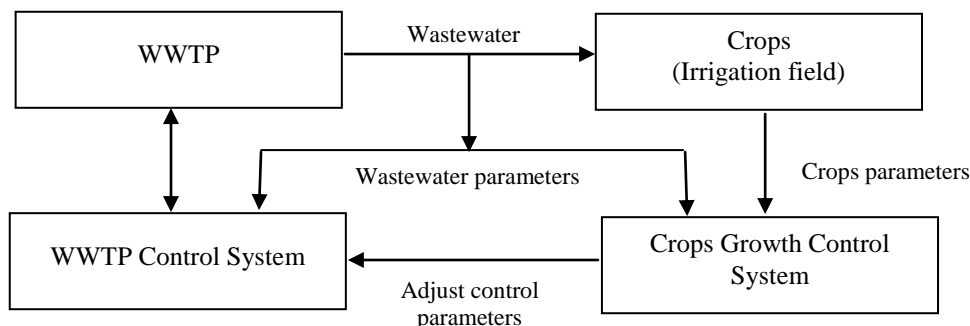 WWTP
Wastewater
Crops
(Irrigation field)
Wastewater parameters
Crops parameters
WWTP Control System
Adjust control
parameters
Crops Growth Control
System